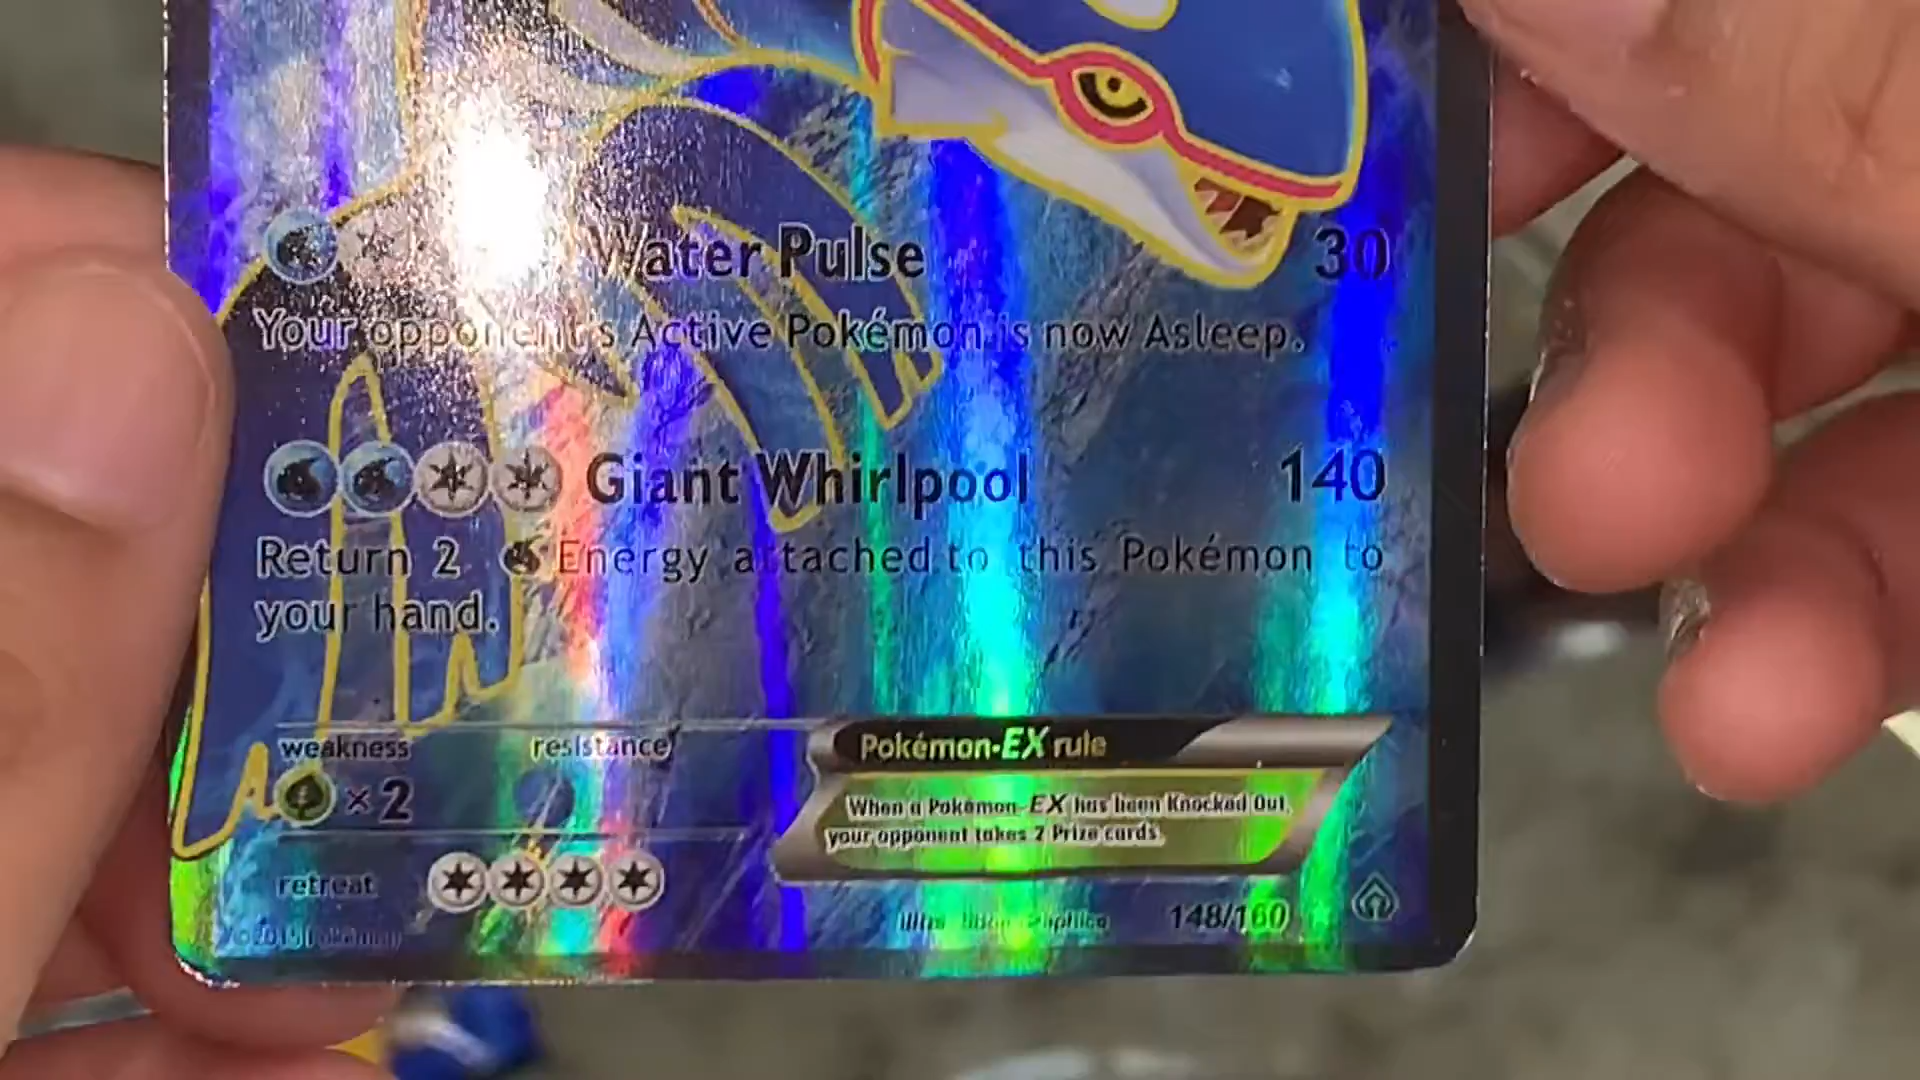 Water Pulse 30
Your opponent's Active Pokémon is now Asleep.
Giant Whirlpool 140
Return 2 Energy attached to this Pokémon to
your hand.
weakness resistance
×2
Pokémon-EX rule
When a Pokémon-EX has been Knocked Out,
your opponent takes 2 Prize cards.
retreat
148/160